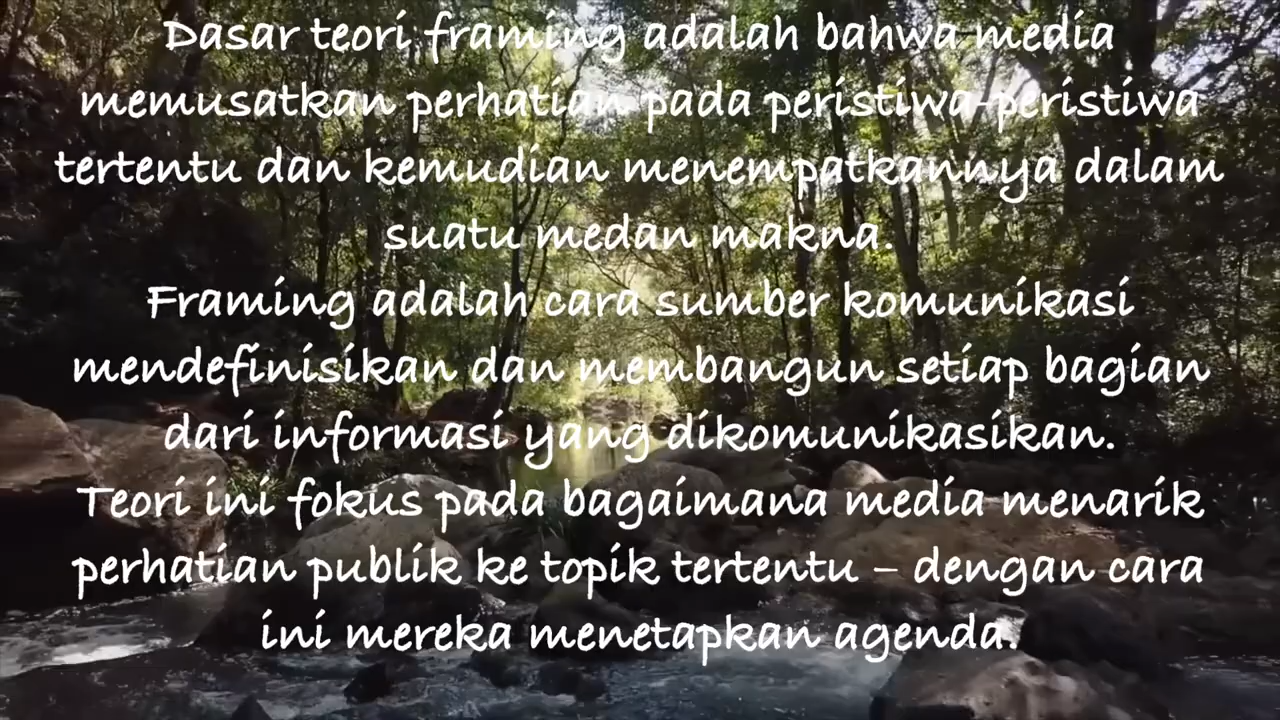 Dasar teori framing adalah bahwa media
memusatkan perhatian pada peristiwa-peristiwa
tertentu dan kemudian menempatkannya dalam
suatu medan makna.
Framing adalah cara sumber komunikasi
mendefinisikan dan membangun setiap bagian
dari informasi yang dikomunikasikan.
Teori ini fokus pada bagaimana media menarik
perhatian publik ke topik tertentu – dengan cara
ini mereka menetapkan agenda.